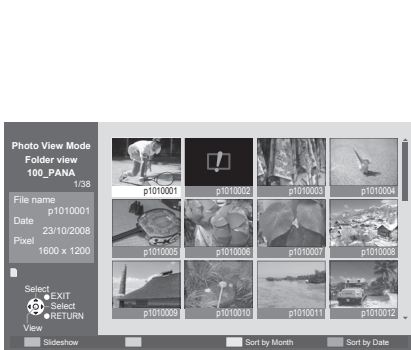 Photo View Mode
Folder view
100_PANA
1/38
File name
p1010001
Date
23/10/2008
Pixel
1600 x 1200
Select
EXIT
Select
RETURN
View
p1010001 p1010002 p1010003 p1010004
p1010005 p1010006 p1010007 p1010008
p1010009 p1010010 p1010011 p1010012
Slideshow Sort by Month Sort by Date